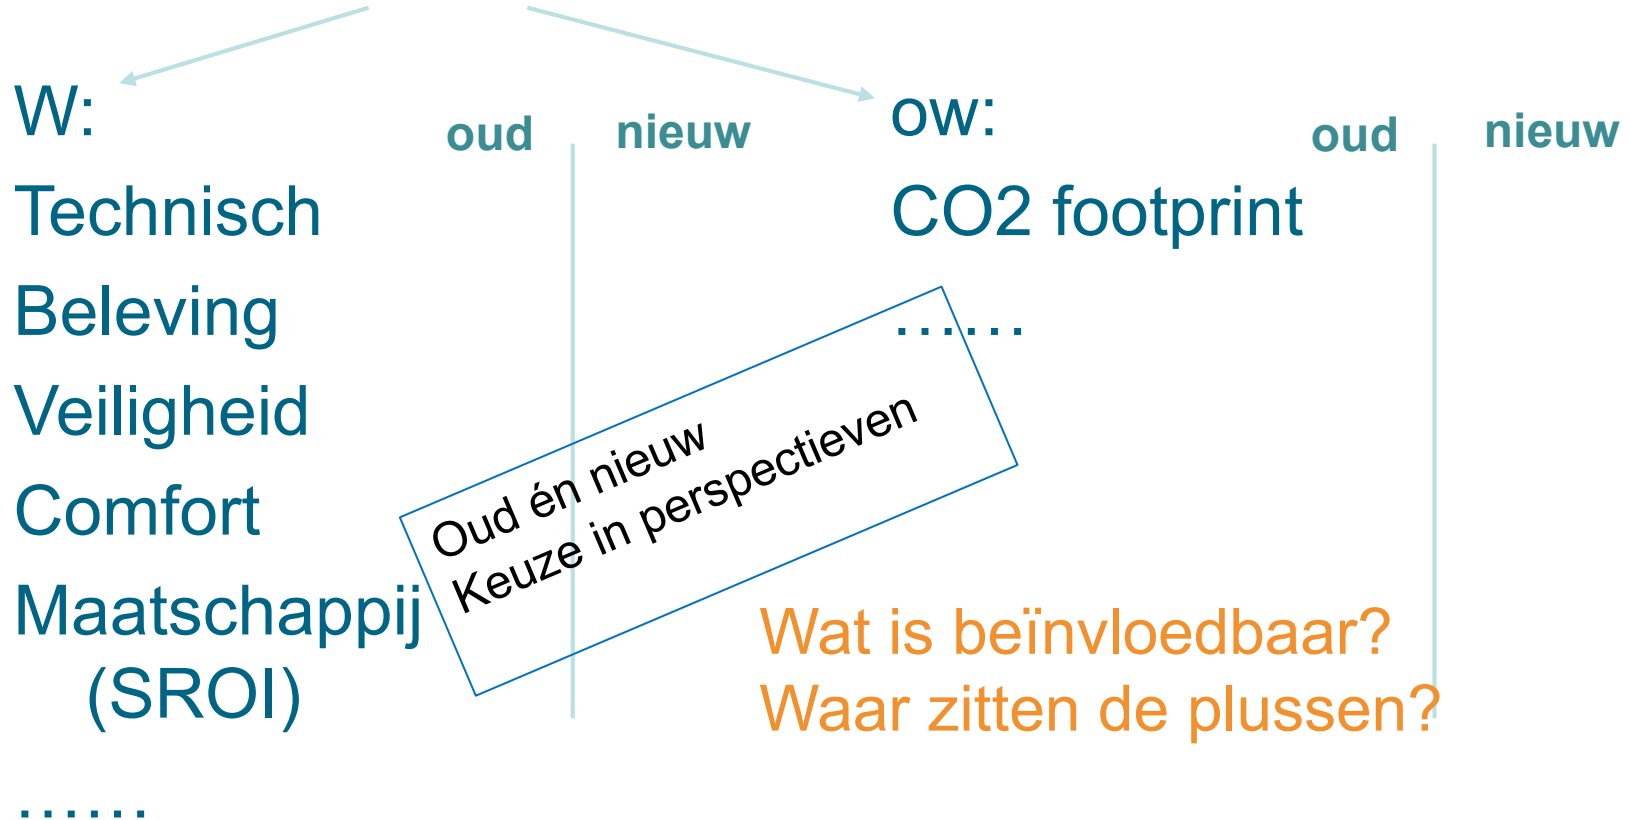 W:
oud nieuw
Technisch
Beleving
Veiligheid
Comfort
Maatschappij
(SROI)
……
ow:
oud nieuw
CO2 footprint
……
Oud én nieuw
Keuze in perspectieven
Wat is beïnvloedbaar?
Waar zitten de plussen?